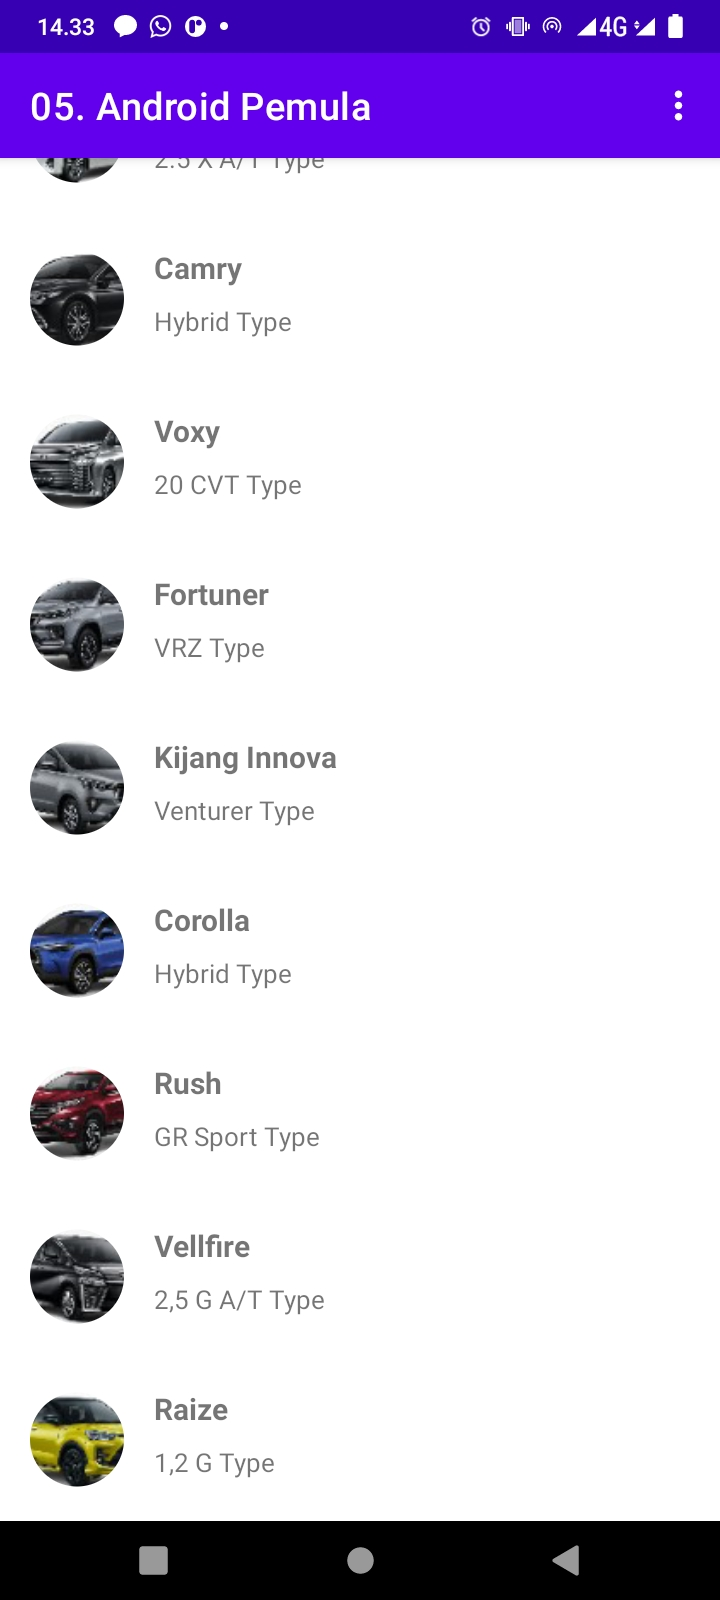 14.33 4G
05. Android Pemula
2.5 X A/T Type
Camry
Hybrid Type
Voxy
20 CVT Type
Fortuner
VRZ Type
Kijang Innova
Venturer Type
Corolla
Hybrid Type
Rush
GR Sport Type
Vellfire
2,5 G A/T Type
Raize
1,2 G Type